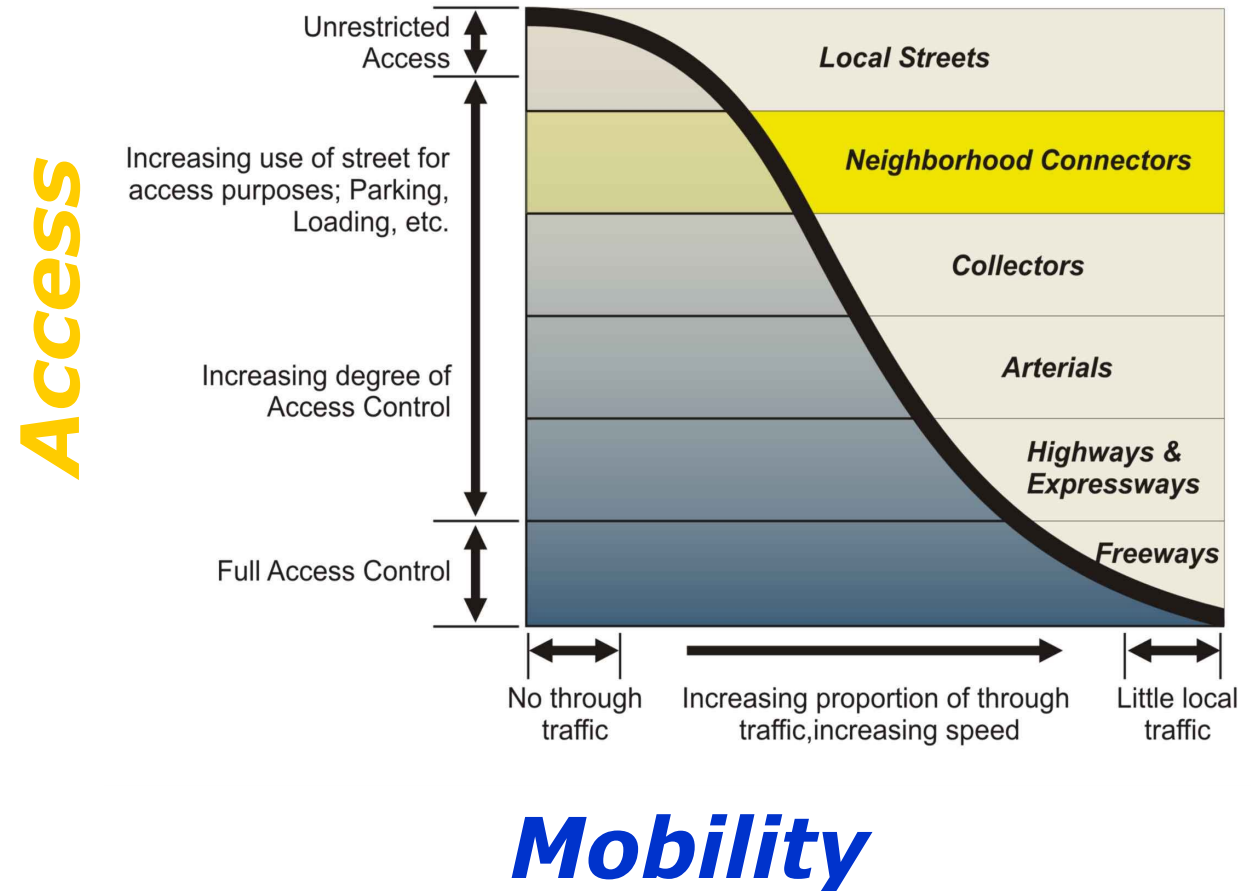 Access
Unrestricted
Access
Increasing use of street for
access purposes; Parking,
Loading, etc.
Increasing degree of
Access Control
Full Access Control
Local Streets
Neighborhood Connectors
Collectors
Arterials
Highways &
Expressways
Freeways
No through
traffic
Increasing proportion of through
traffic,increasing speed
Little local
traffic
Mobility